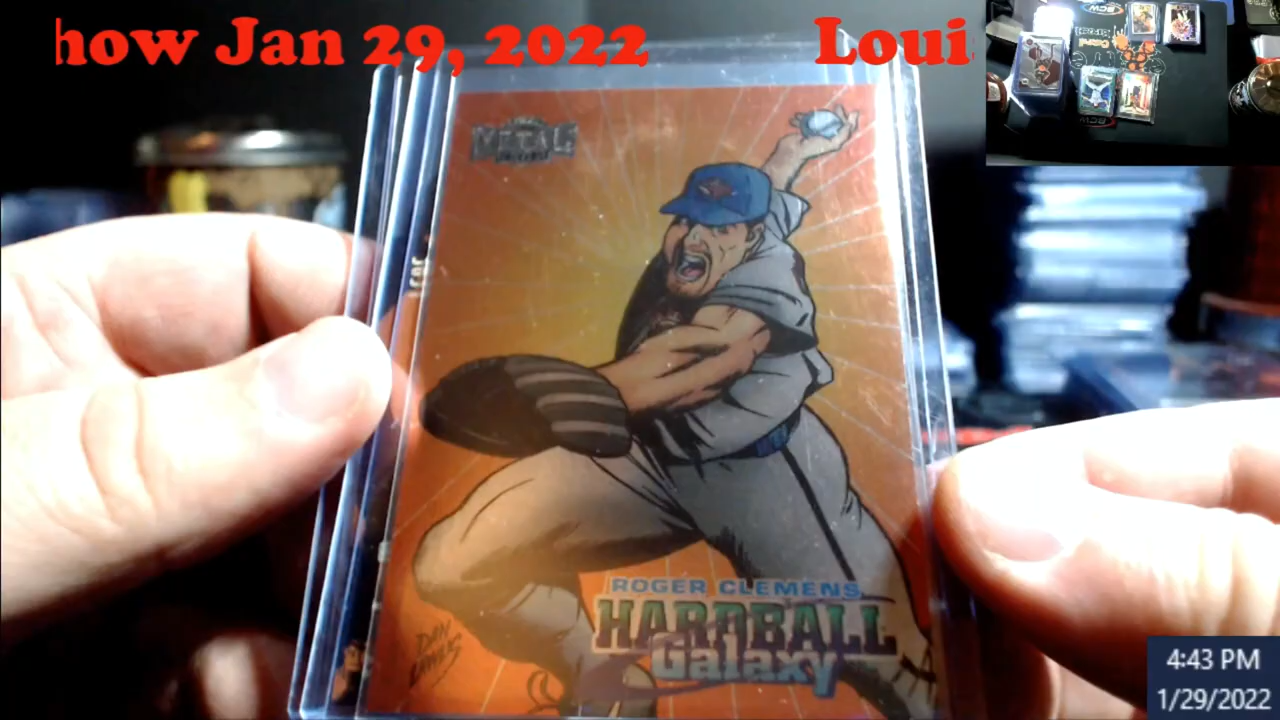 how Jan 29, 2022 Loui
METAL
ROGER CLEMENS
HARDBALL
Galaxy
4:43 PM
1/29/2022